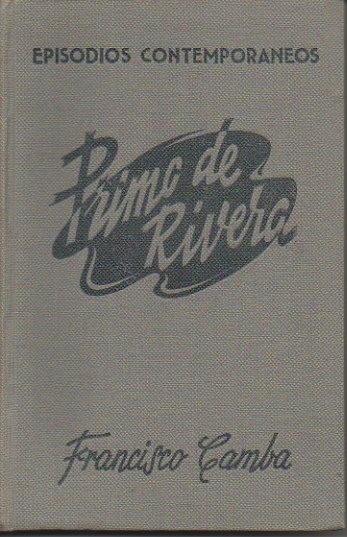 EPISODIOS CONTEMPORANEOS
Primo de
Rivera
Francisco Camba